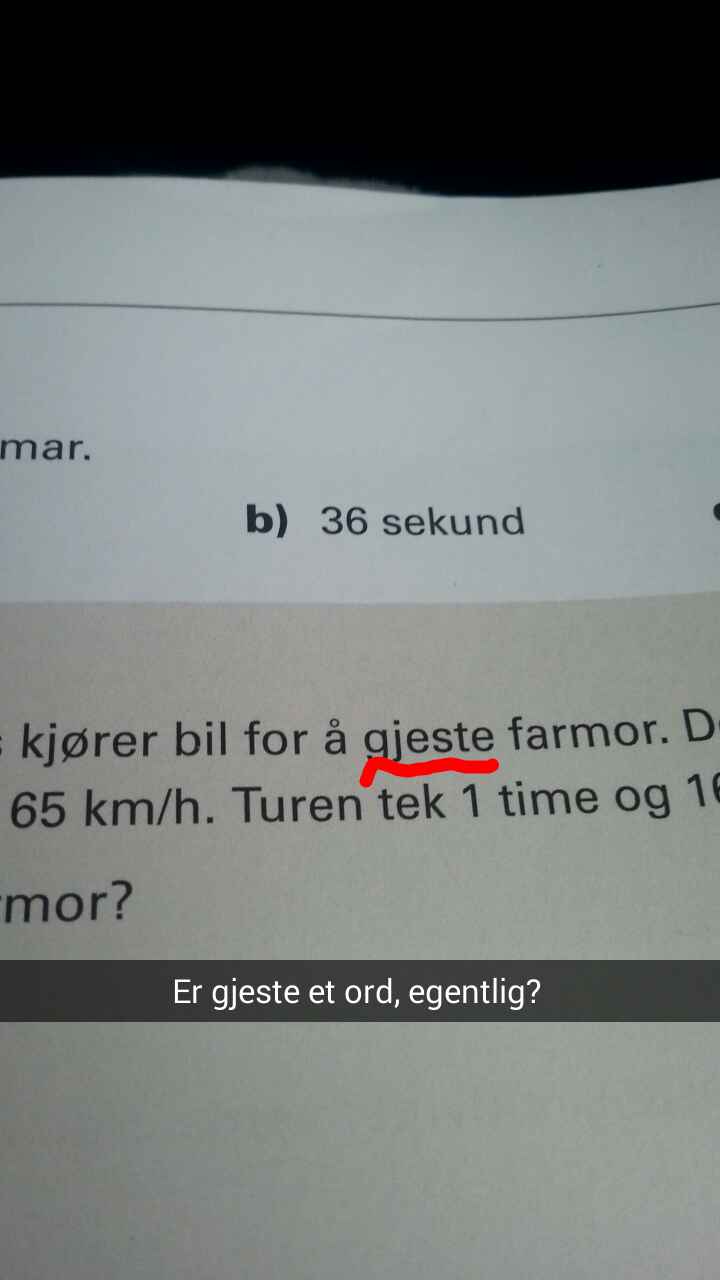 mar.
b) 36 sekund
kjører bil for å gjeste farmor.
65 km/h. Turen tek 1 time og
mor?
Er gjeste et ord, egentlig?